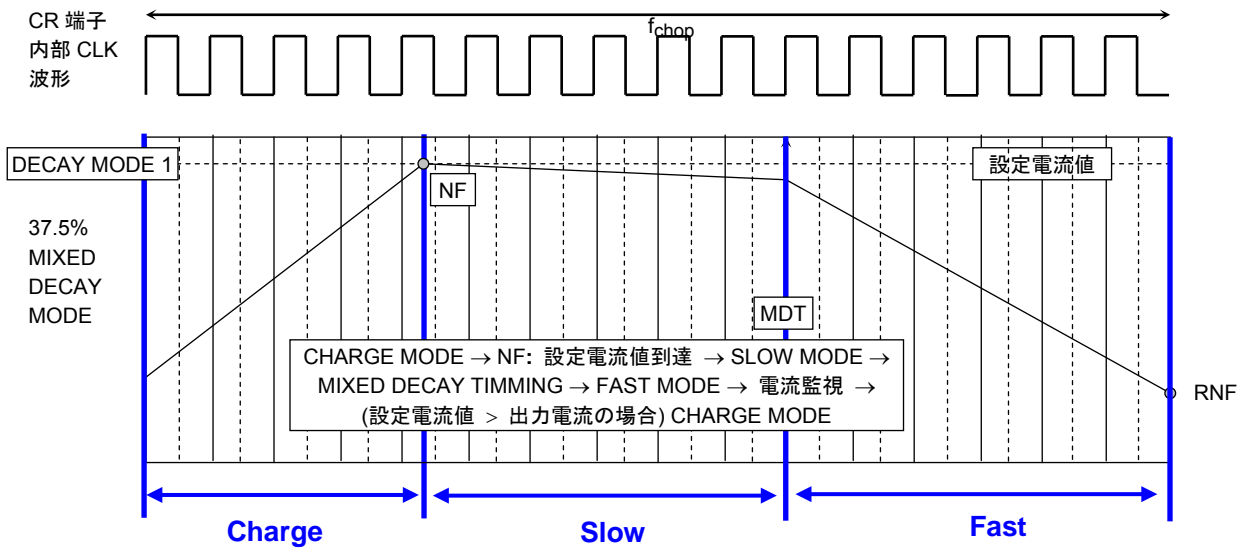 CR 端子
内部 CLK
波形
fchop
DECAY MODE 1
設定電流値
NF
37.5%
MIXED
DECAY
MODE
MDT
CHARGE MODE → NF: 設定電流値到達 → SLOW MODE →
MIXED DECAY TIMMING → FAST MODE → 電流監視 →
(設定電流値 > 出力電流の場合) CHARGE MODE
RNF
Charge
Slow
Fast